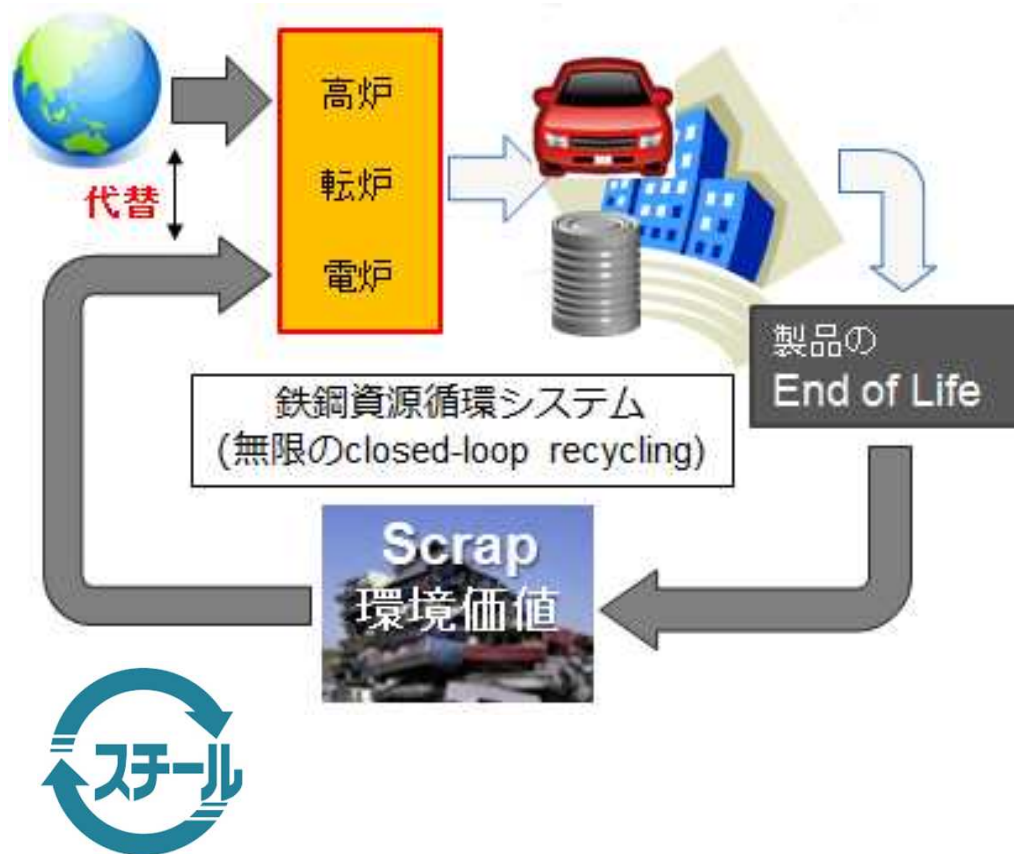 高炉
転炉
電炉
代替
製品の
End of Life
鉄鋼資源循環システム
(無限のclosed-loop recycling)
Scrap
環境価値
スチール